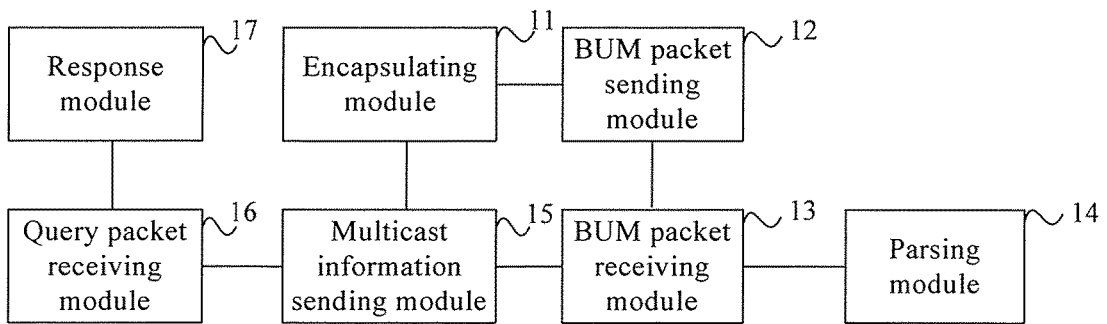 17
Response
module
11
Encapsulating
module
12
BUM packet
sending
module
16
Query packet
receiving
module
15
Multicast
information
sending module
13
BUM packet
receiving
module
14
Parsing
module